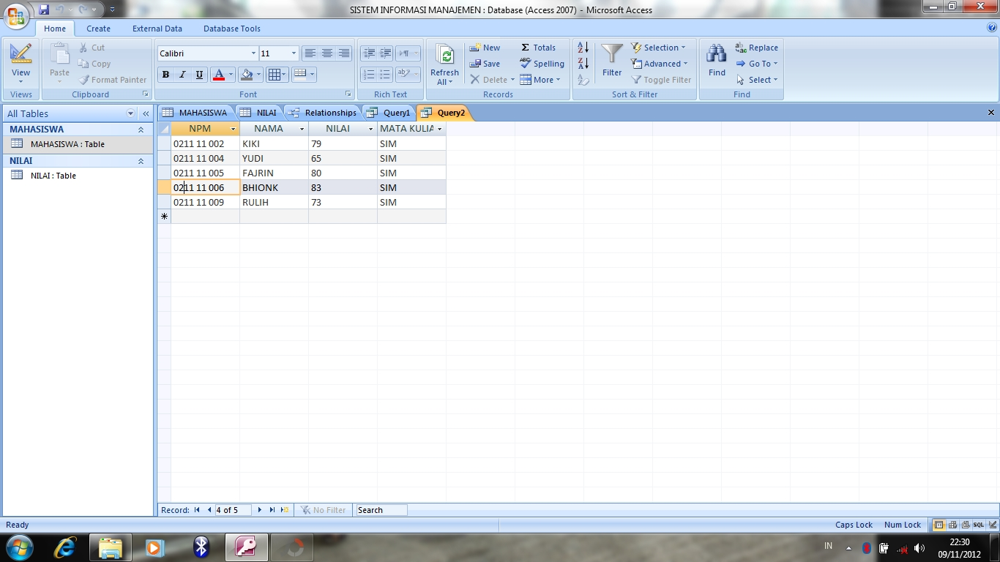 SISTEM INFORMASI MANAJEMEN : Database (Access 2007) - Microsoft Access
Home Create External Data Database Tools
View
Views
Paste
Cut
Copy
Format Painter
Clipboard
Calibri 11
B I U A
Font
Rich Text
Refresh All
New
Save
Delete
Totals
Spelling
More
Records
Filter
Selection
Advanced
Toggle Filter
Sort & Filter
Find
Replace
Go To
Select
Find
All Tables
MAHASISWA
MAHASISWA : Table
NILAI
NILAI : Table
MAHASISWA NILAI Relationships Query1 Query2
NPM NAMA NILAI MATA KULIA
0211 11 002 KIKI 79 SIM
0211 11 004 YUDI 65 SIM
0211 11 005 FAJRIN 80 SIM
0211 11 006 BHIONK 83 SIM
0211 11 009 RULIH 73 SIM
Record: 4 of 5 No Filter Search
Ready Caps Lock Num Lock SQL
IN 22:30
09/11/2012